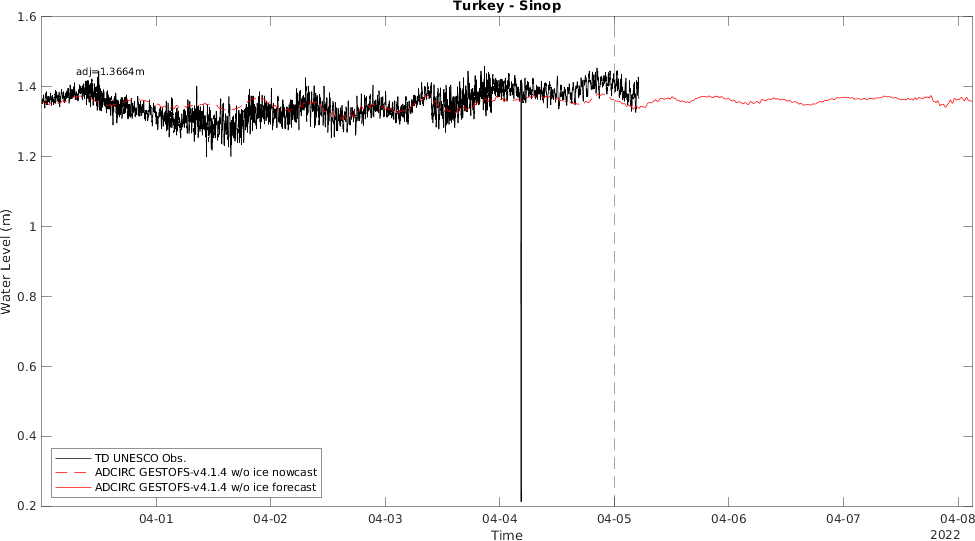 Turkey - Sinop
1.6
1.4
1.2
1
0.8
0.6
0.4
0.2
Water Level (m)
adj=1.3664m
TD UNESCO Obs.
ADCIRC GESTOFS-v4.1.4 w/o ice nowcast
ADCIRC GESTOFS-v4.1.4 w/o ice forecast
04-01 04-02 04-03 04-04 04-05 04-06 04-07 04-08
Time
2022